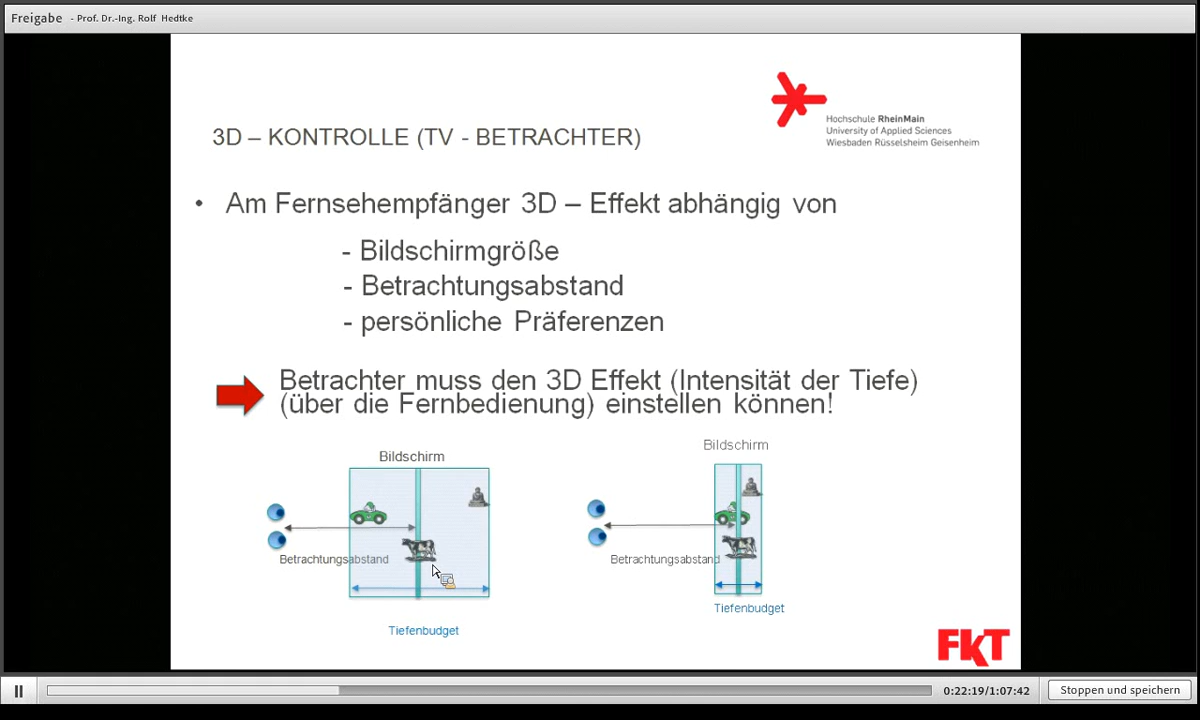 Freigabe - Prof. Dr.-Ing. Rolf Hedtke
Hochschule RheinMain
University of Applied Sciences
Wiesbaden Rüsselsheim Geisenheim
3D – KONTROLLE (TV - BETRACHTER)
• Am Fernsehempfänger 3D – Effekt abhängig von
- Bildschirmgröße
- Betrachtungsabstand
- persönliche Präferenzen
Betrachter muss den 3D Effekt (Intensität der Tiefe)
(über die Fernbedienung) einstellen können!
Bildschirm
Betrachtungsabstand
Tiefenbudget
Bildschirm
Betrachtungsabstand
Tiefenbudget
FKT
0:22:19/1:07:42
Stoppen und speichern